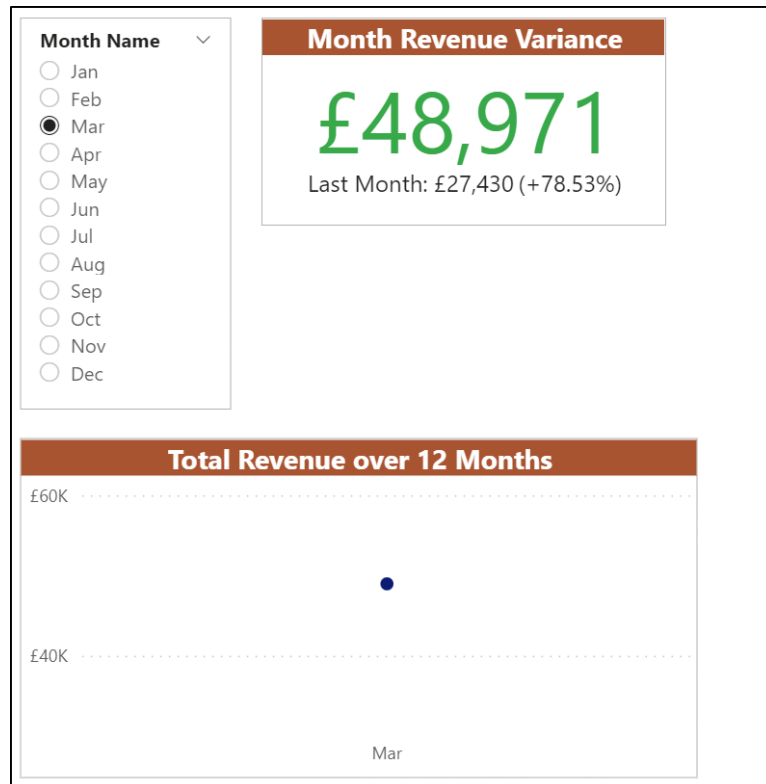 Month Name
Jan
Feb
Mar
Apr
May
Jun
Jul
Aug
Sep
Oct
Nov
Dec
Month Revenue Variance
£48,971
Last Month: £27,430 (+78.53%)
Total Revenue over 12 Months
£60K
£40K
Mar